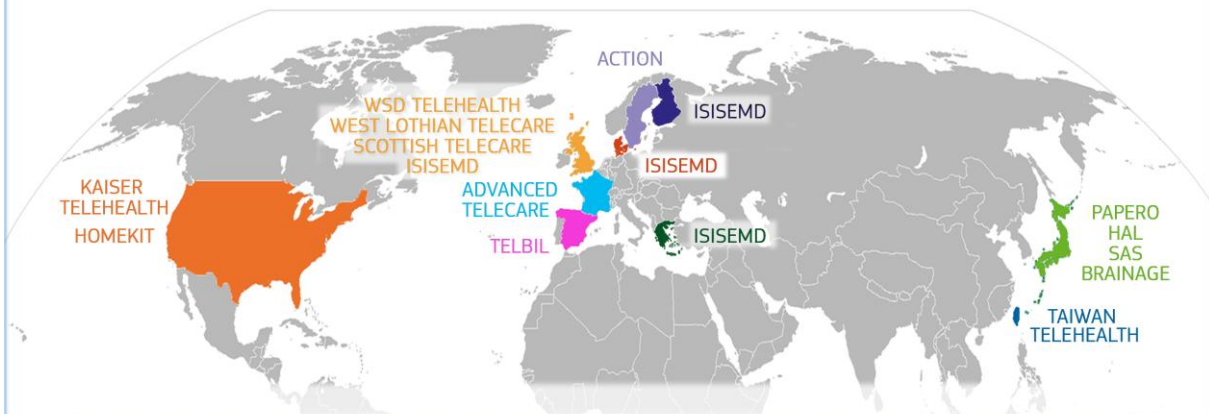 ACTION
WSD TELEHEALTH
WEST LOTHIAN TELECARE
SCOTTISH TELECARE
ISISEMD
ISISEMD
ISISEMD
KAISER
TELEHEALTH
HOMEKIT
ADVANCED
TELECARE
TELBIL
ISISEMD
PAPERO
HAL
SAS
BRAINAGE
TAIWAN
TELEHEALTH